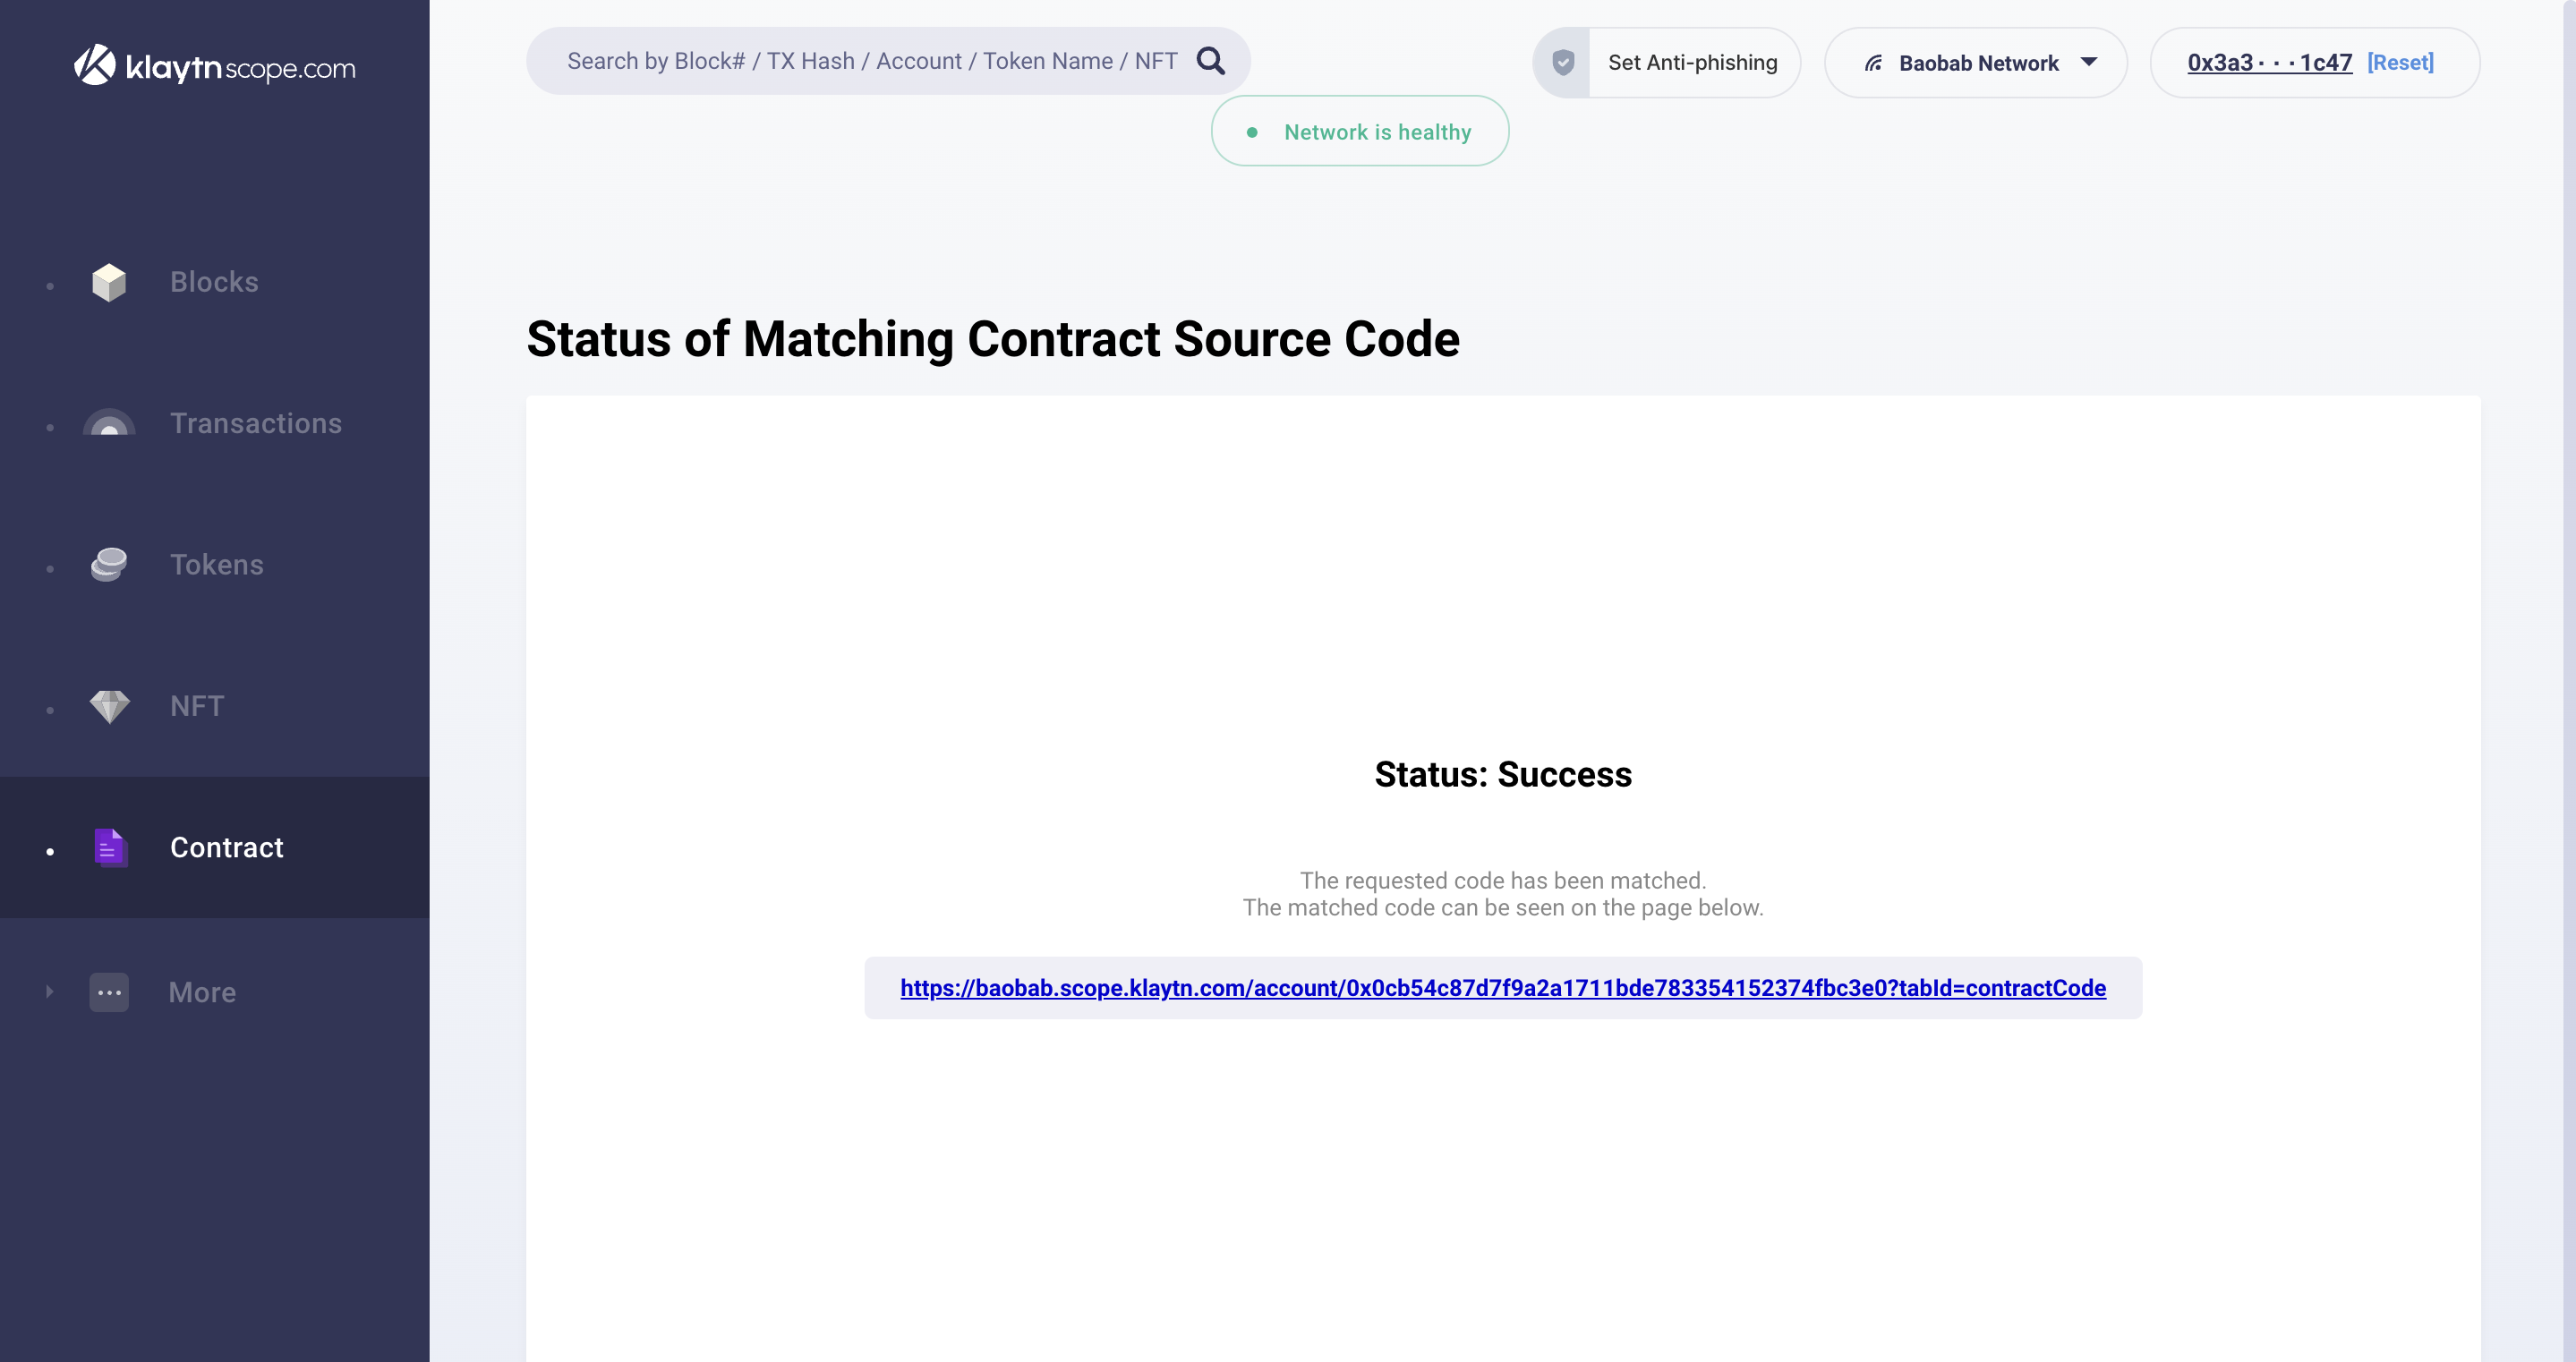 klaytnscope.com
Search by Block# / TX Hash / Account / Token Name / NFT
Set Anti-phishing
Baobab Network
0x3a3 · · · 1c47 [Reset]
Network is healthy
Blocks
Transactions
Tokens
NFT
Contract
More
Status of Matching Contract Source Code
Status: Success
The requested code has been matched.
The matched code can be seen on the page below.
https://baobab.scope.klaytn.com/account/0x0cb54c87d7f9a2a1711bde783354152374fbc3e0?tabId=contractCode